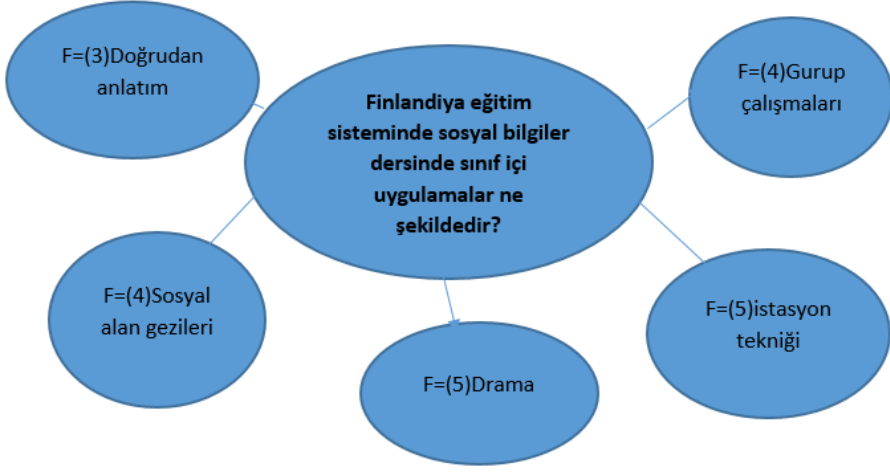 F=(3)Doğrudan
anlatım
Finlandiya eğitim
sisteminde sosyal bilgiler
dersinde sınıf içi
uygulamalar ne
şekildedir?
F=(4)Gurup
çalışmaları
F=(4)Sosyal
alan gezileri
F=(5)Drama
F=(5)istasyon
tekniği